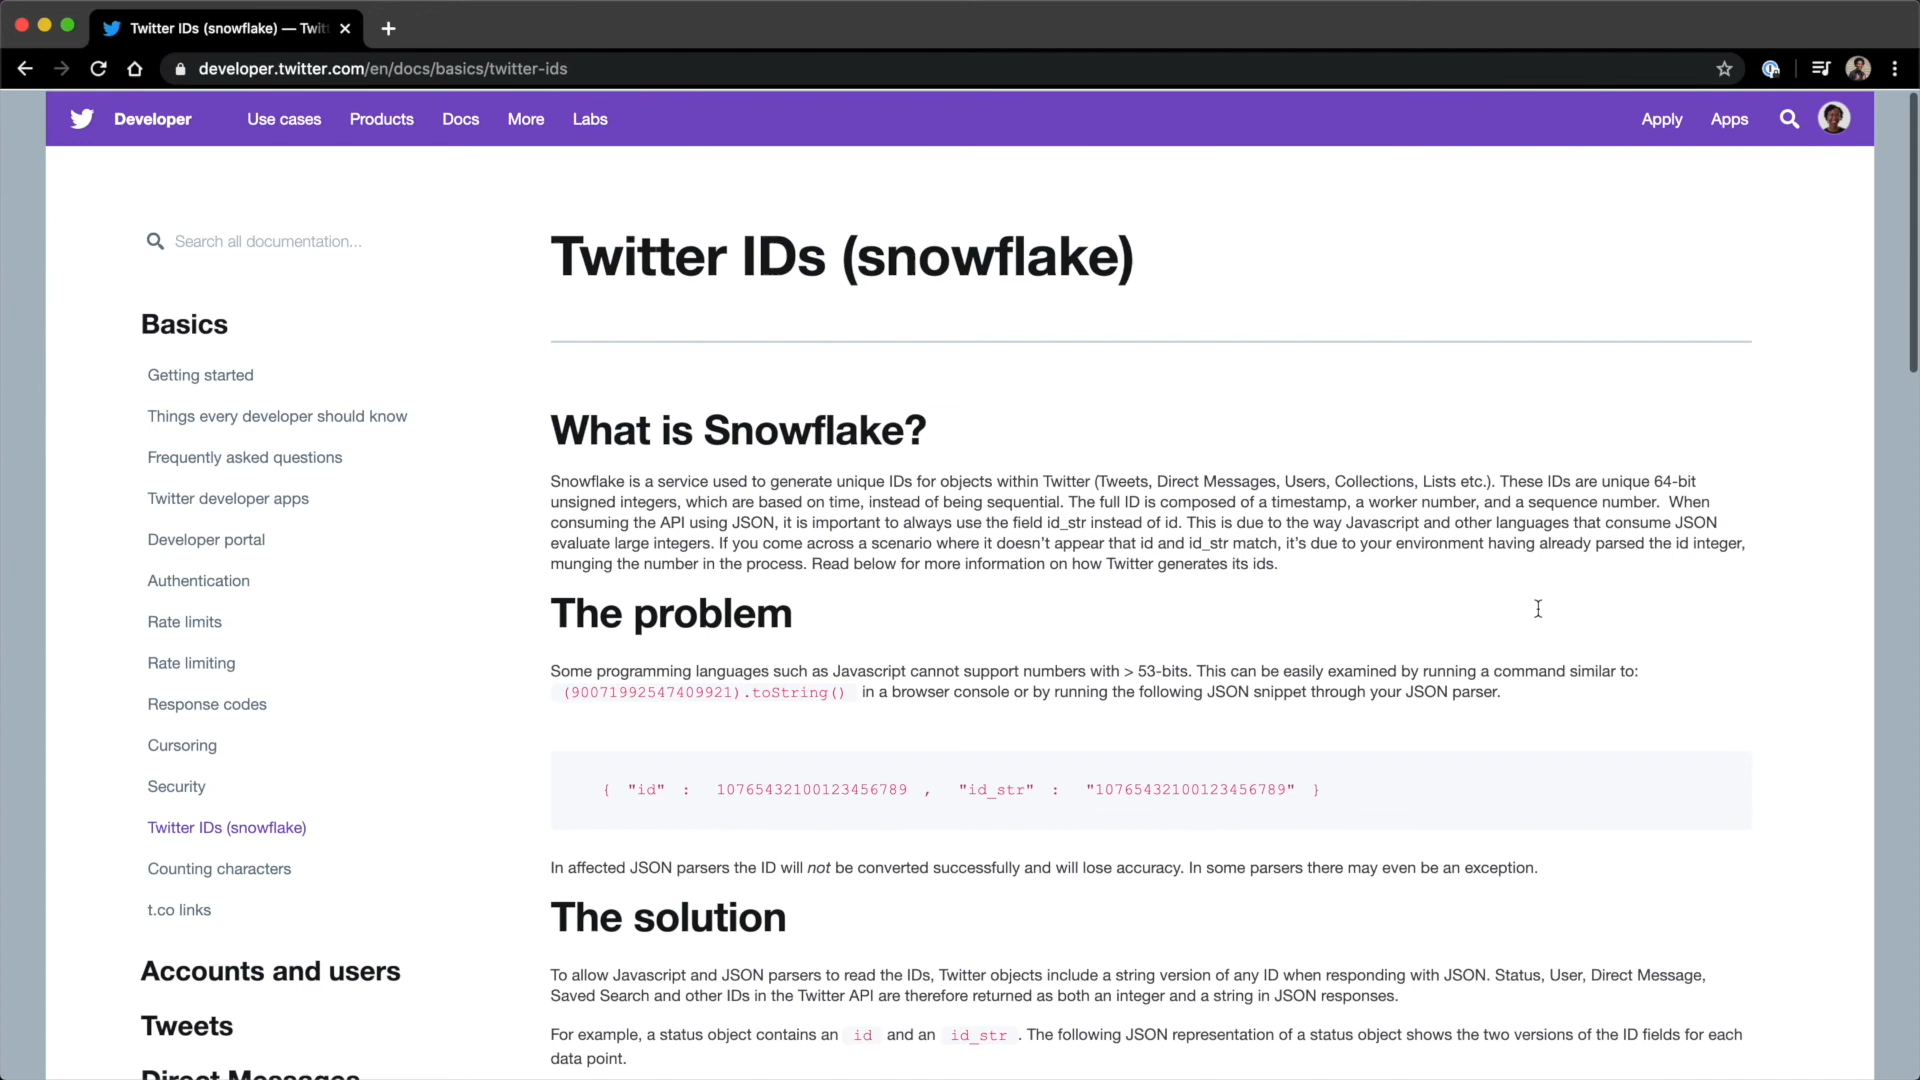 Twitter IDs (snowflake) — Twit
developer.twitter.com/en/docs/basics/twitter-ids
Developer Use cases Products Docs More Labs Apply Apps
Search all documentation...
Basics
Getting started
Things every developer should know
Frequently asked questions
Twitter developer apps
Developer portal
Authentication
Rate limits
Rate limiting
Response codes
Cursoring
Security
Twitter IDs (snowflake)
Counting characters
t.co links
Accounts and users
Tweets
Direct Messages
Twitter IDs (snowflake)
What is Snowflake?
Snowflake is a service used to generate unique IDs for objects within Twitter (Tweets, Direct Messages, Users, Collections, Lists etc.). These IDs are unique 64-bit
unsigned integers, which are based on time, instead of being sequential. The full ID is composed of a timestamp, a worker number, and a sequence number. When
consuming the API using JSON, it is important to always use the field id_str instead of id. This is due to the way Javascript and other languages that consume JSON
evaluate large integers. If you come across a scenario where it doesn’t appear that id and id_str match, it’s due to your environment having already parsed the id integer,
munging the number in the process. Read below for more information on how Twitter generates its ids.
The problem
Some programming languages such as Javascript cannot support numbers with > 53-bits. This can be easily examined by running a command similar to:
(90071992547409921).toString() in a browser console or by running the following JSON snippet through your JSON parser.
{ "id" : 10765432100123456789 , "id_str" : "10765432100123456789" }
In affected JSON parsers the ID will not be converted successfully and will lose accuracy. In some parsers there may even be an exception.
The solution
To allow Javascript and JSON parsers to read the IDs, Twitter objects include a string version of any ID when responding with JSON. Status, User, Direct Message,
Saved Search and other IDs in the Twitter API are therefore returned as both an integer and a string in JSON responses.
For example, a status object contains an id and an id_str . The following JSON representation of a status object shows the two versions of the ID fields for each
data point.